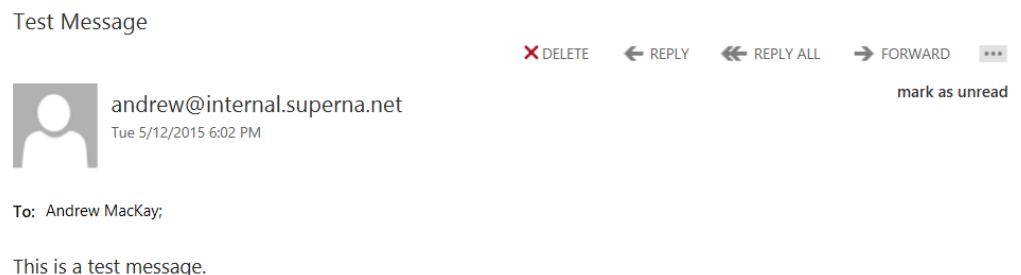 Test Message
DELETE REPLY REPLY ALL FORWARD
mark as unread
andrew@internal.superna.net
Tue 5/12/2015 6:02 PM
To: Andrew MacKay;
This is a test message.